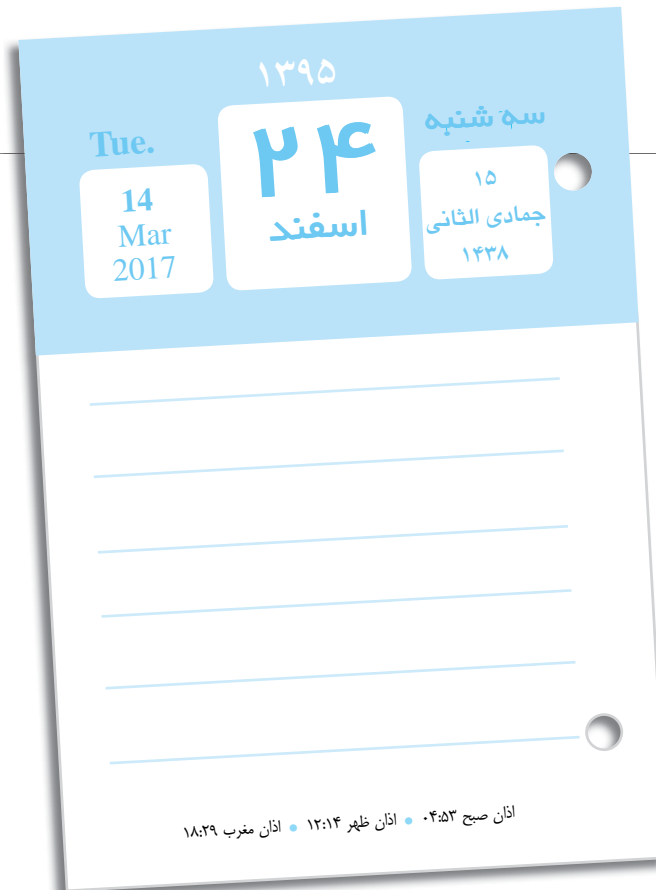 ۱۳۹۵
سه شنبه
۱۵
جمادی الثانی
۱۴۳۸
۲۴
اسفند
Tue.
14
Mar
2017
اذان صبح ۰۴:۵۳ • اذان ظهر ۱۲:۱۴ • اذان مغرب ۱۸:۲۹